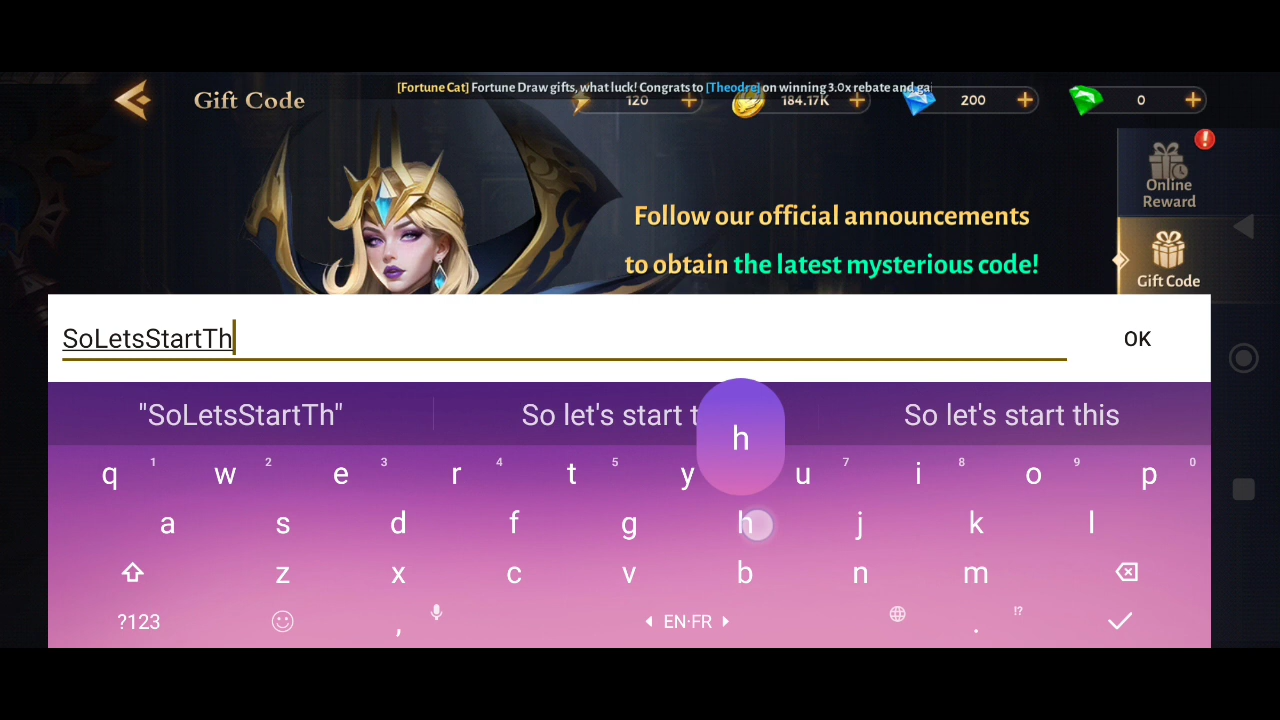 Gift Code
[Fortune Cat] Fortune Draw gifts, what luck! Congrats to [Theodre] on winning 3.0x rebate and ga
120
184.17K
200
0
Online
Reward
Follow our official announcements
to obtain the latest mysterious code!
Gift Code
SoLetsStartTh
OK
"SoLetsStartTh"
So let's start t
So let's start this
h
q 1 w 2 e 3 r 4 t 5 y u 7 i 8 o 9 p 0
a s d f g h j k l
z x c v b n m
?123 , EN·FR . !?